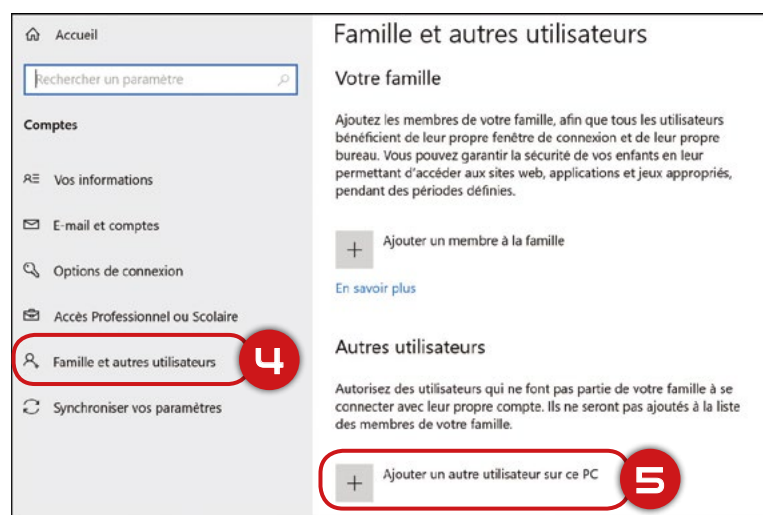 Accueil
Rechercher un paramètre
Comptes
Vos informations
E-mail et comptes
Options de connexion
Accès Professionnel ou Scolaire
Famille et autres utilisateurs
4
Synchroniser vos paramètres
Famille et autres utilisateurs
Votre famille
Ajoutez les membres de votre famille, afin que tous les utilisateurs
bénéficient de leur propre fenêtre de connexion et de leur propre
bureau. Vous pouvez garantir la sécurité de vos enfants en leur
permettant d'accéder aux sites web, applications et jeux appropriés,
pendant des périodes définies.
Ajouter un membre à la famille
En savoir plus
Autres utilisateurs
Autorisez des utilisateurs qui ne font pas partie de votre famille à se
connecter avec leur propre compte. Ils ne seront pas ajoutés à la liste
des membres de votre famille.
Ajouter un autre utilisateur sur ce PC
5